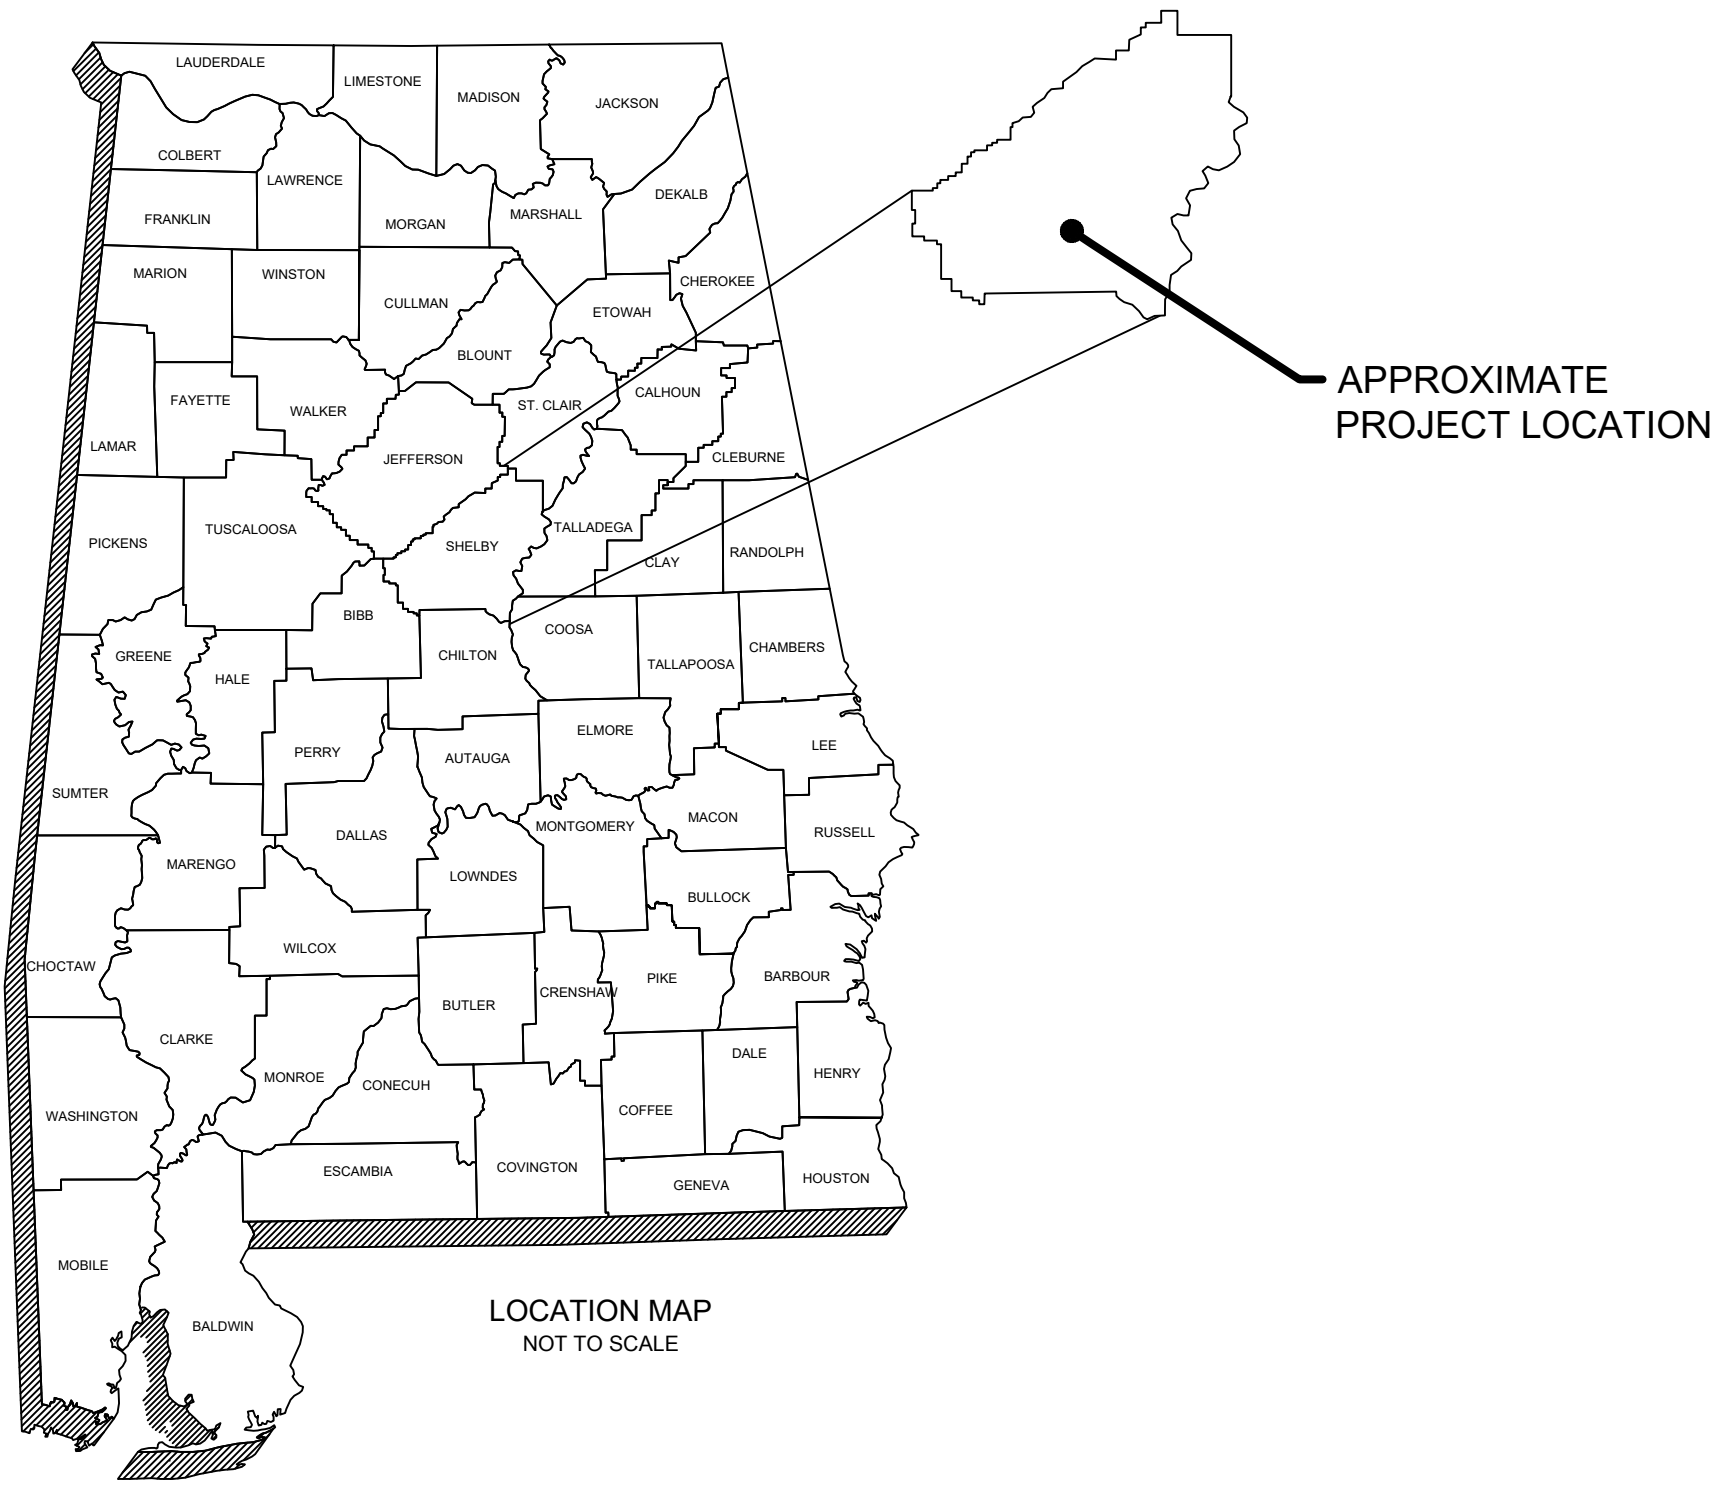 LAUDERDALE
LIMESTONE
MADISON
JACKSON
COLBERT
LAWRENCE
DEKALB
FRANKLIN
MORGAN
MARSHALL
MARION
WINSTON
CULLMAN
CHEROKEE
ETOWAH
BLOUNT
APPROXIMATE
PROJECT LOCATION
FAYETTE
WALKER
ST. CLAIR
CALHOUN
LAMAR
JEFFERSON
CLEBURNE
TUSCALOOSA
TALLADEGA
PICKENS
SHELBY
CLAY
RANDOLPH
BIBB
COOSA
GREENE
HALE
CHILTON
TALLAPOOSA
CHAMBERS
PERRY
AUTAUGA
ELMORE
LEE
SUMTER
DALLAS
MONTGOMERY
MACON
RUSSELL
MARENGO
LOWNDES
BULLOCK
CHOCTAW
WILCOX
BUTLER
CRENSHAW
PIKE
BARBOUR
CLARKE
MONROE
CONECUH
DALE
HENRY
WASHINGTON
COFFEE
ESCAMBIA
COVINGTON
GENEVA
HOUSTON
MOBILE
BALDWIN
LOCATION MAP
NOT TO SCALE